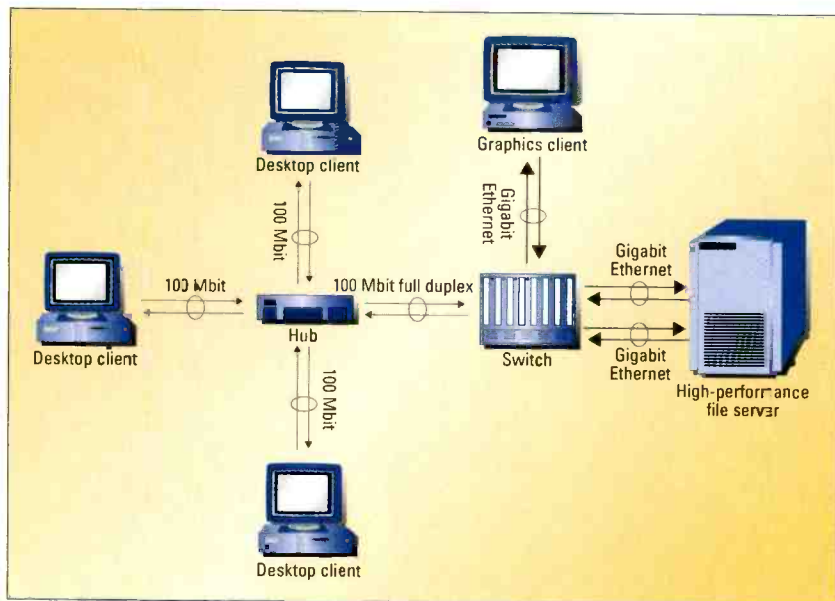 Desktop client
Graphics client
100 Mbit
Gigabit
Ethernet
Desktop client
100 Mbit
Hub
100 Mbit full duplex
Switch
Gigabit
Ethernet
Gigabit
Ethernet
High-performance
file server
100 Mbit
Desktop client